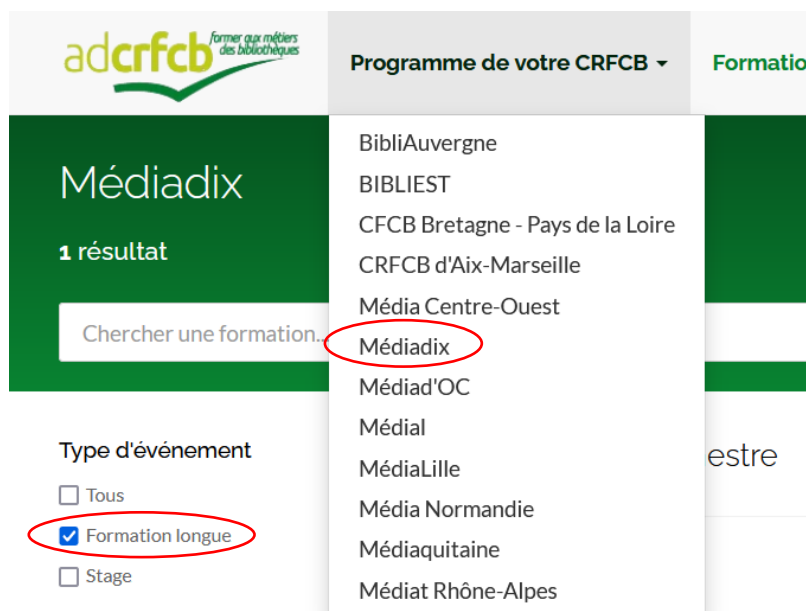 adcrfcb former aux métiers
des bibliothèques
Programme de votre CRFCB
Formatio
Médiadix
1 résultat
Chercher une formation...
BibliAuvergne
BIBLIEST
CFCB Bretagne - Pays de la Loire
CRFCB d'Aix-Marseille
Média Centre-Ouest
Médiadix
Médiad'OC
Médial
MédiaLille
Média Normandie
Médiaquitaine
Médiat Rhône-Alpes
Type d'événement
Tous
Formation longue
Stage
estre